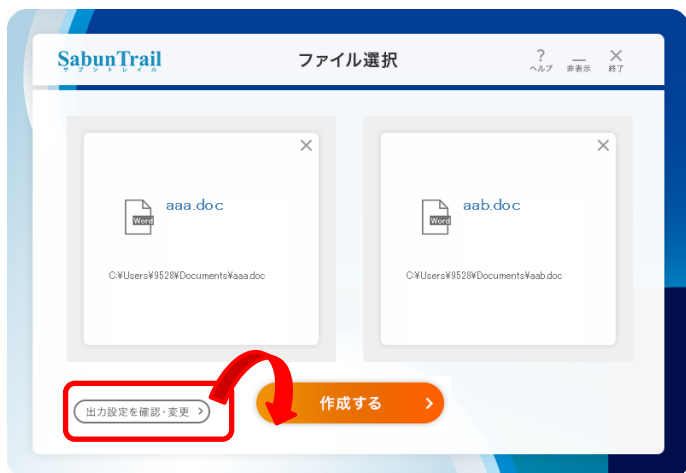 SabunTrail
サブントレイル
ファイル選択
?
ヘルプ
非表示
終了
aaa.doc
Word
C:¥Users¥9528¥Documents¥aaa.doc
aab.doc
Word
C:¥Users¥9528¥Documents¥aab.doc
出力設定を確認・変更
作成する